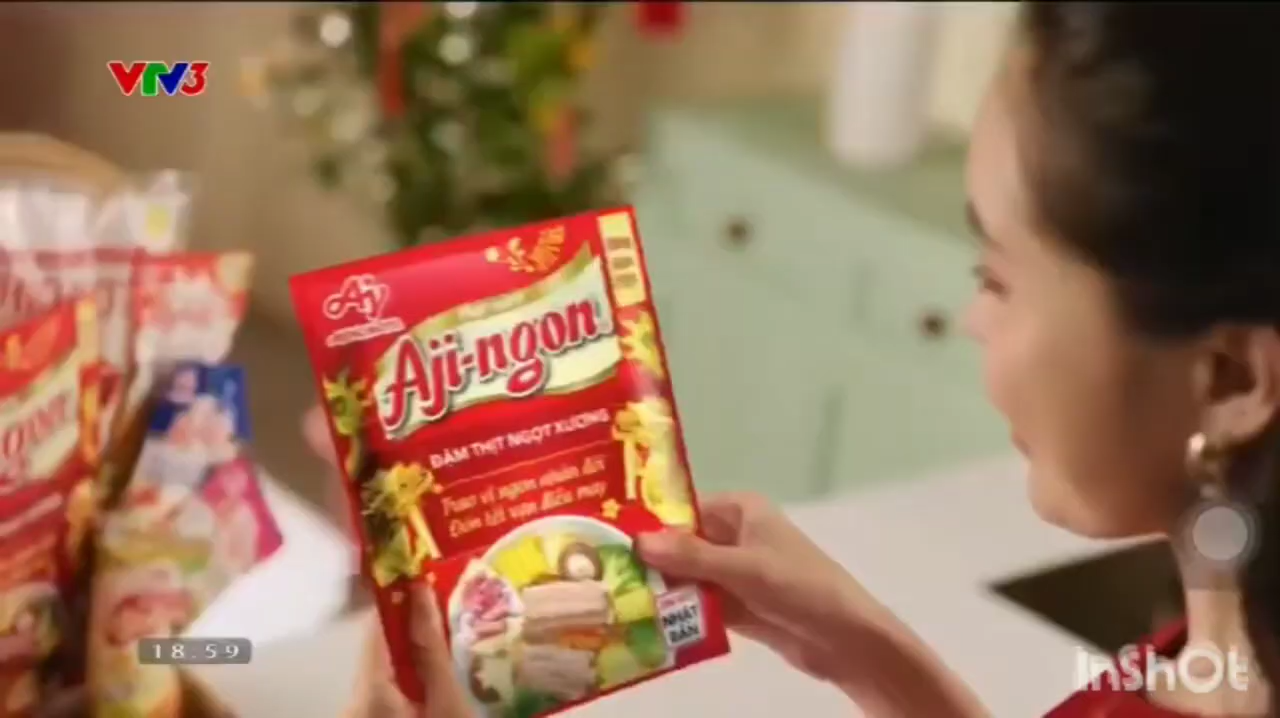 VTV3
Aji-ngon
ĐẬM THỊT NGỌT XƯƠNG
Trao vị ngon nhân đôi
Đón tết vạn điều may
NHẬT
BẢN
18.59
InShOt